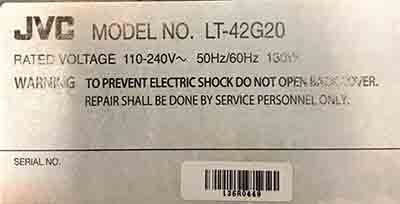 JVC MODEL NO. LT-42G20
RATED VOLTAGE 110-240V~ 50Hz/60Hz 130W
WARNING TO PREVENT ELECTRIC SHOCK DO NOT OPEN BACK COVER.
REPAIR SHALL BE DONE BY SERVICE PERSONNEL ONLY.
SERIAL NO.